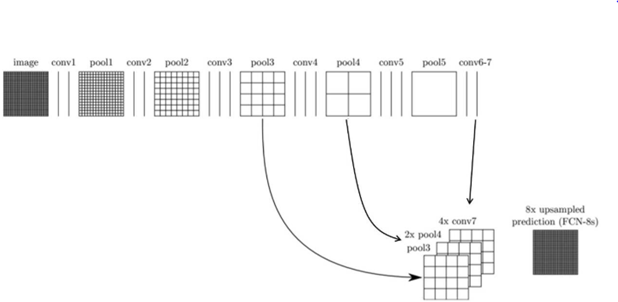 image conv1 pool1 conv2 pool2 conv3 pool3 conv4 pool4 conv5 pool5 conv6-7
4x conv7
2x pool4
pool3
8x upsampled
prediction (FCN-8s)